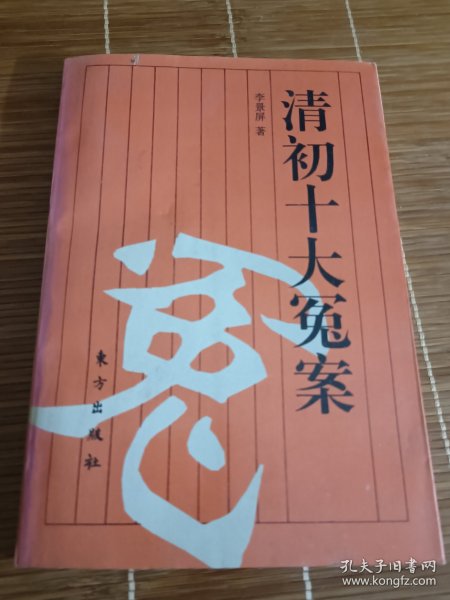 清初十大冤案
李景屏 著
冤
東方出版社
孔夫子旧书网
www.kongfz.com